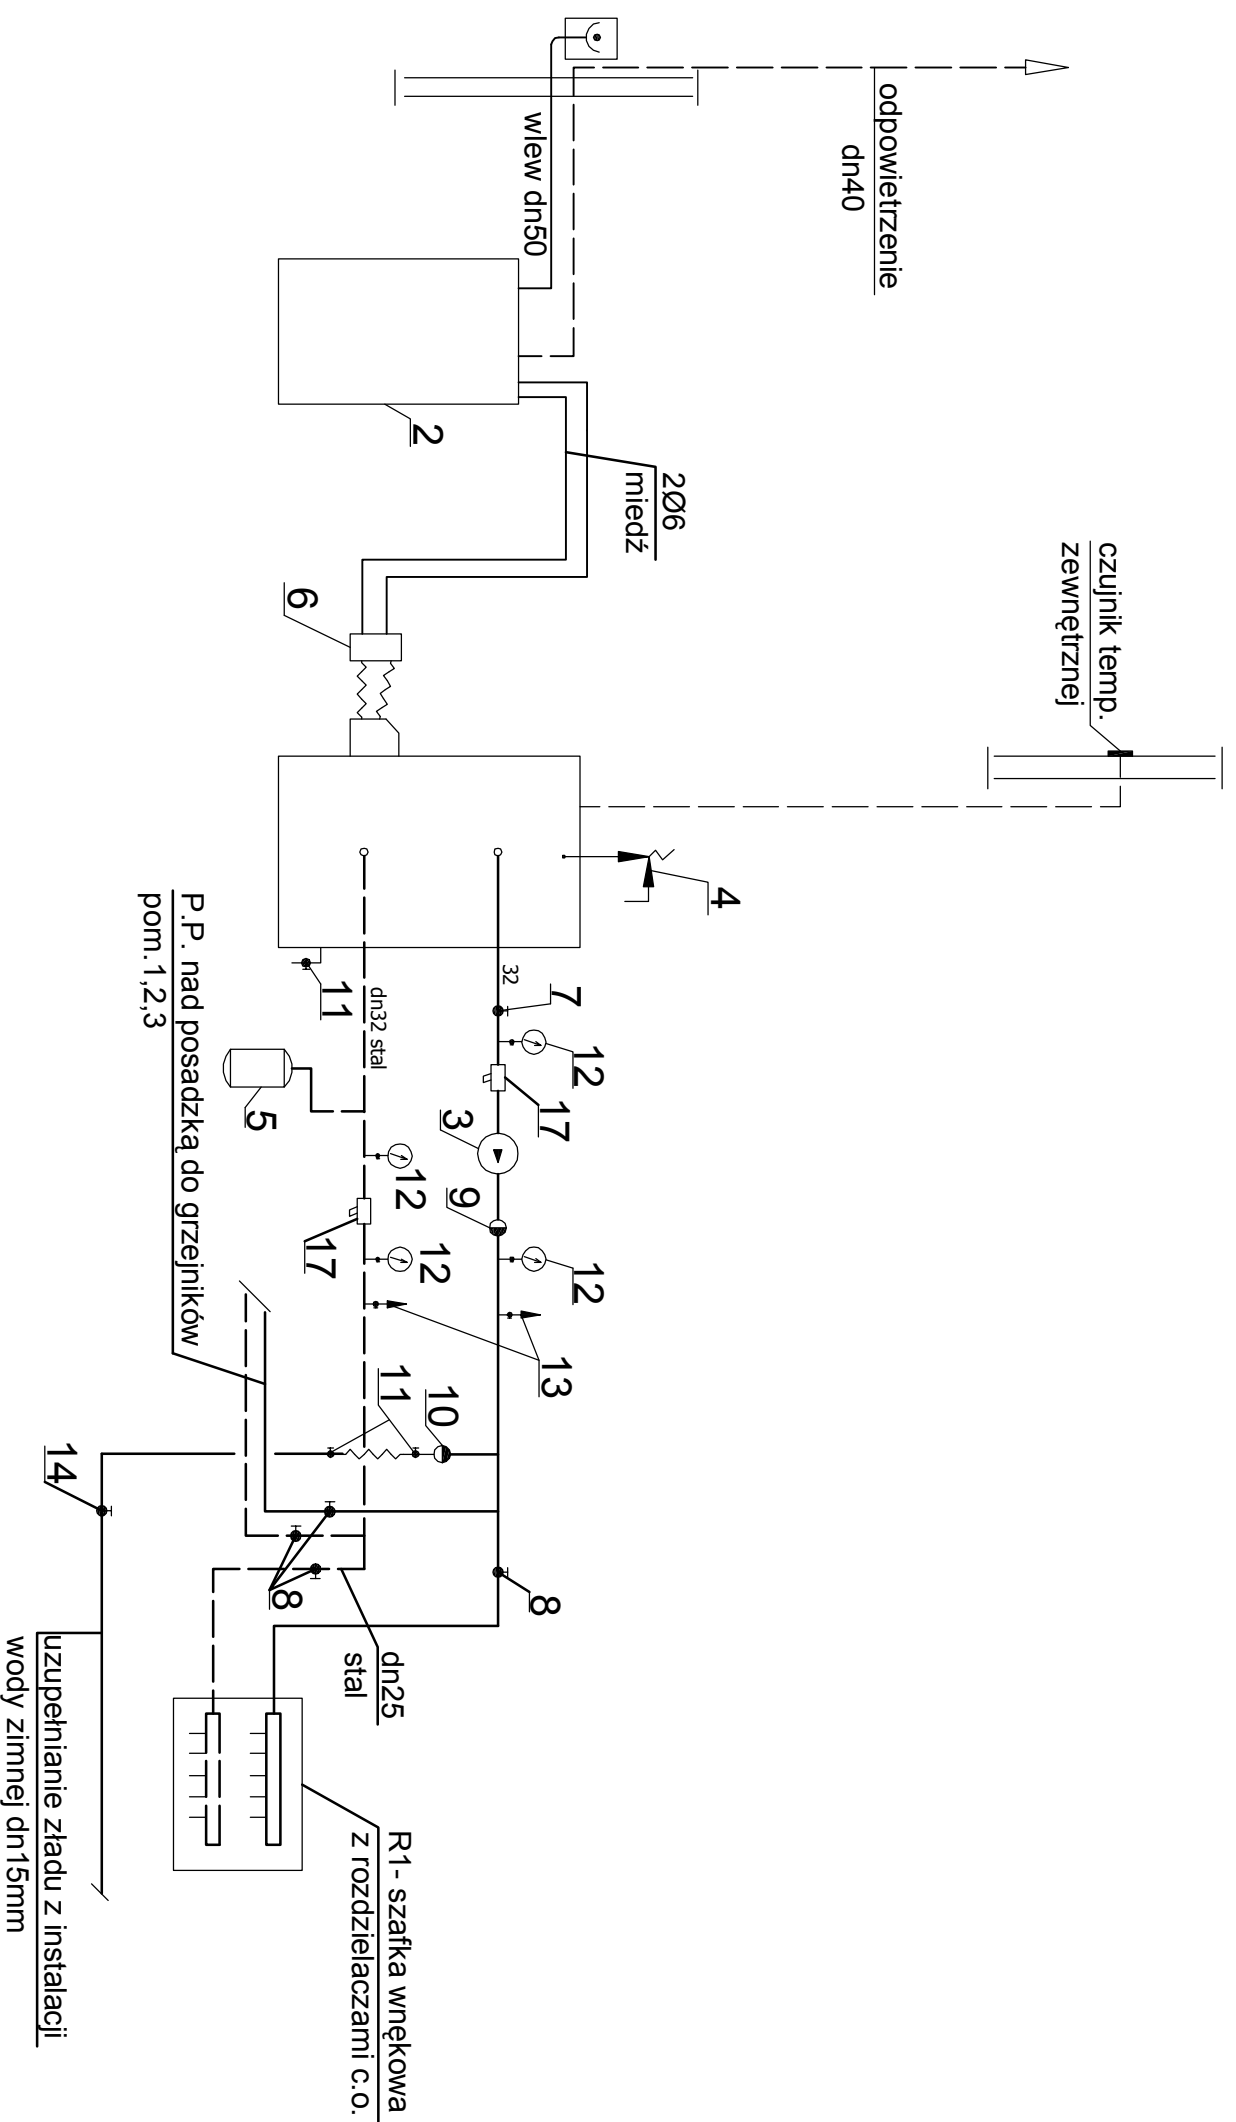 odpowietrzenie
dn40
wlew dn50
2
2Ø6
miedź
6
czujnik temp.
zewnętrznej
4
32
7
12
17
3
9
12
13
11
dn32 stal
5
12
17
12
P.P. nad posadzką do grzejników
pom.1,2,3
11
10
14
8
8
dn25
stal
R1- szafka wnękowa
z rozdzielaczami c.o.
uzupełnianie zładu z instalacji
wody zimnej dn15mm